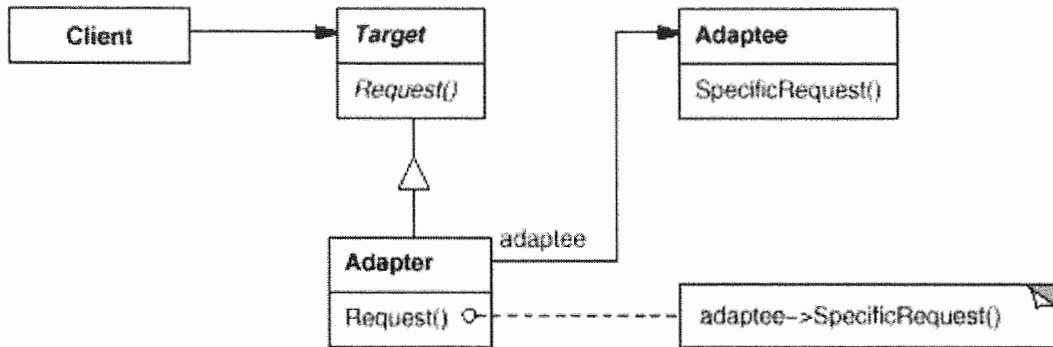 Client
Target
Request()
Adaptee
SpecificRequest()
adaptee
Adapter
Request()
adaptee->SpecificRequest()